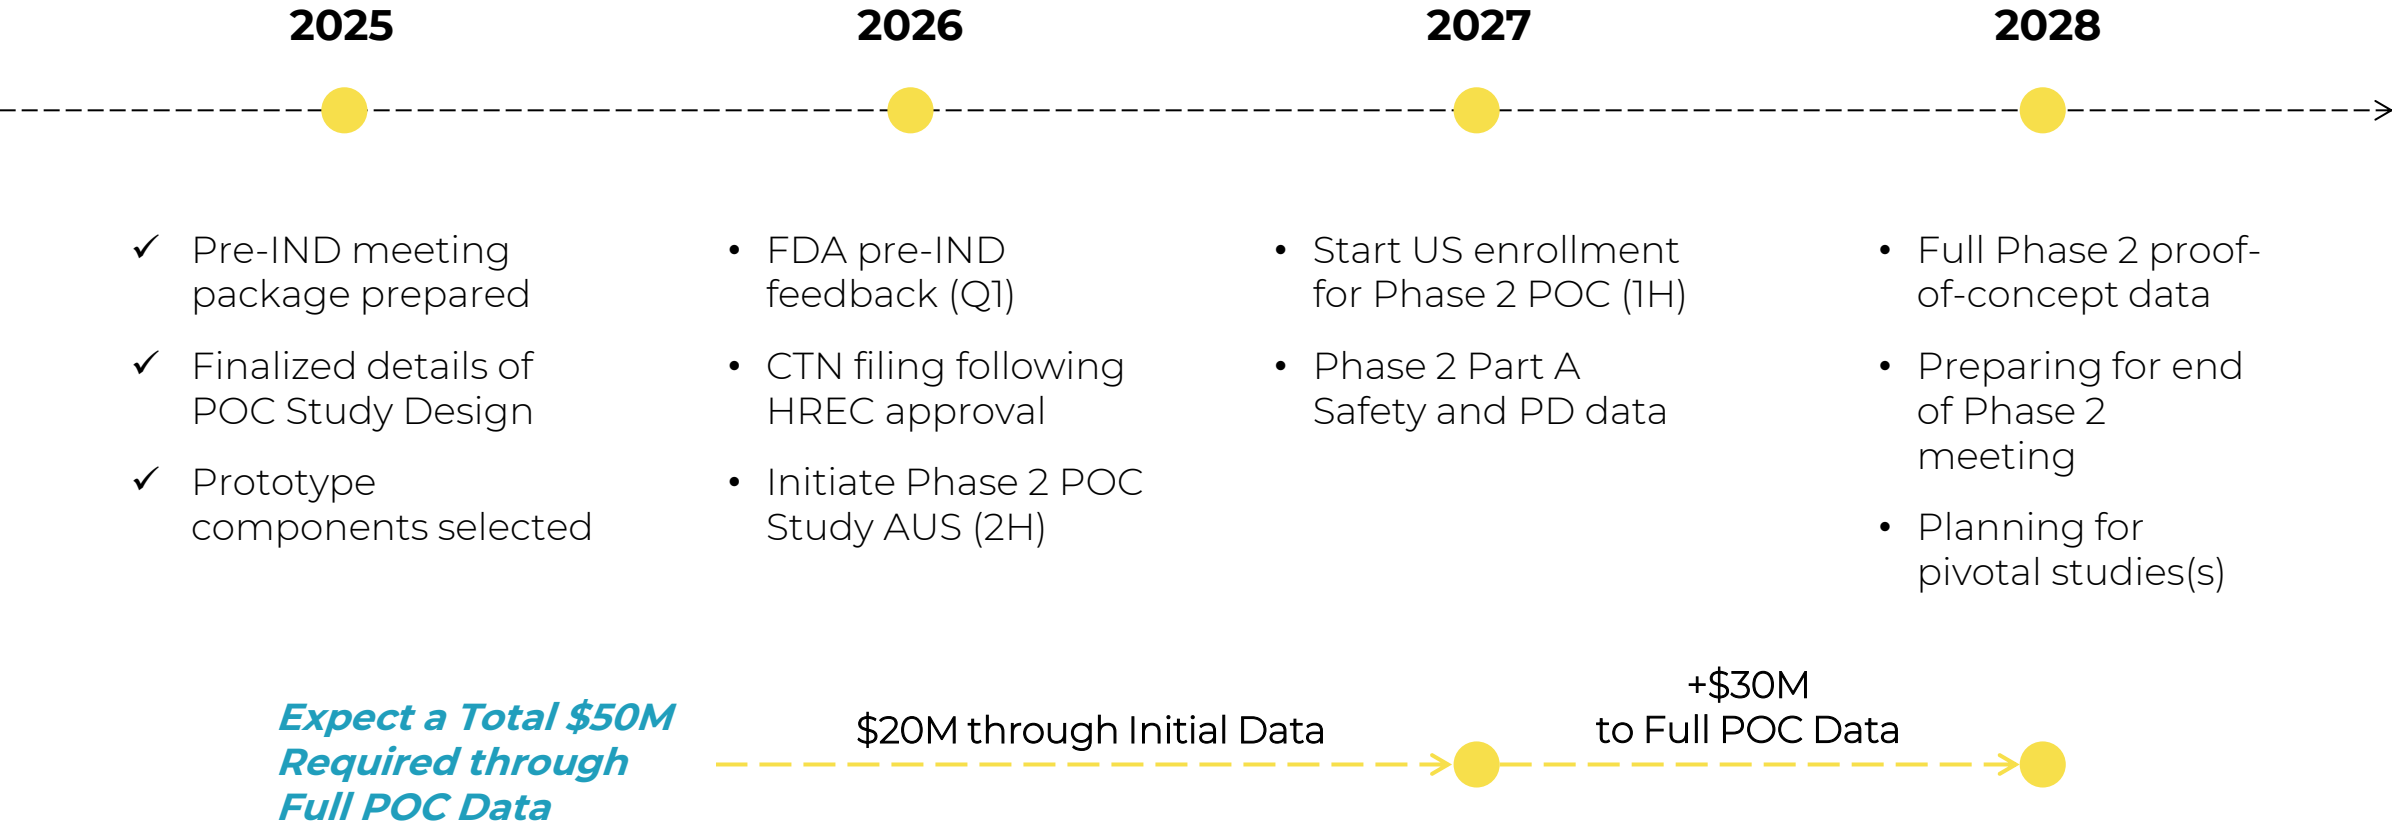 2025
2026
2027
2028
✓ Pre-IND meeting
package prepared
✓ Finalized details of
POC Study Design
✓ Prototype
components selected
• FDA pre-IND
feedback (Q1)
• CTN filing following
HREC approval
• Initiate Phase 2 POC
Study AUS (2H)
• Start US enrollment
for Phase 2 POC (1H)
• Phase 2 Part A
Safety and PD data
• Full Phase 2 proof-
of-concept data
• Preparing for end
of Phase 2
meeting
• Planning for
pivotal studies(s)
Expect a Total $50M
Required through
Full POC Data
$20M through Initial Data
+$30M
to Full POC Data